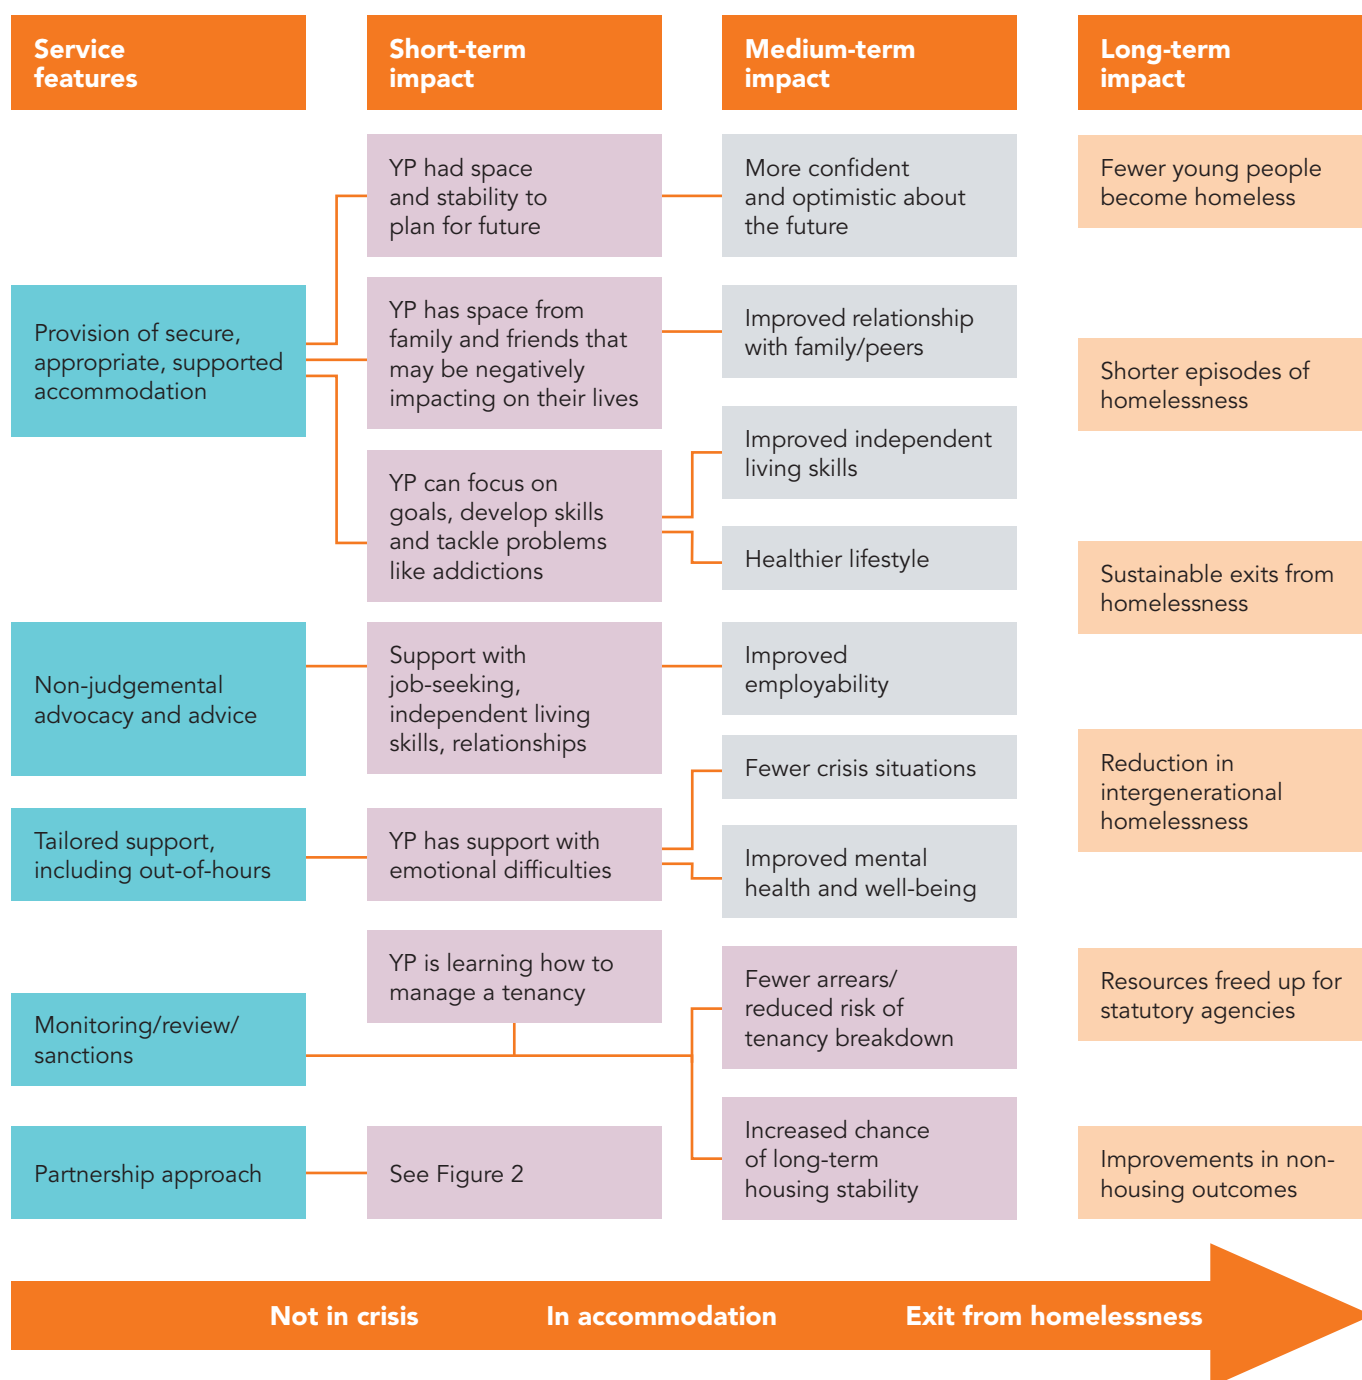 Service
features
Short-term
impact
Medium-term
impact
Long-term
impact
Provision of secure,
appropriate, supported
accommodation
Non-judgemental
advocacy and advice
Tailored support,
including out-of-hours
Monitoring/review/
sanctions
Partnership approach
YP had space
and stability to
plan for future
YP has space from
family and friends that
may be negatively
impacting on their lives
YP can focus on
goals, develop skills
and tackle problems
like addictions
Support with
job-seeking,
independent living
skills, relationships
YP has support with
emotional difficulties
YP is learning how to
manage a tenancy
See Figure 2
More confident
and optimistic about
the future
Improved relationship
with family/peers
Improved independent
living skills
Healthier lifestyle
Improved
employability
Fewer crisis situations
Improved mental
health and well-being
Fewer arrears/
reduced risk of
tenancy breakdown
Increased chance
of long-term
housing stability
Fewer young people
become homeless
Shorter episodes of
homelessness
Sustainable exits from
homelessness
Reduction in
intergenerational
homelessness
Resources freed up for
statutory agencies
Improvements in non-
housing outcomes
Not in crisis
In accommodation
Exit from homelessness